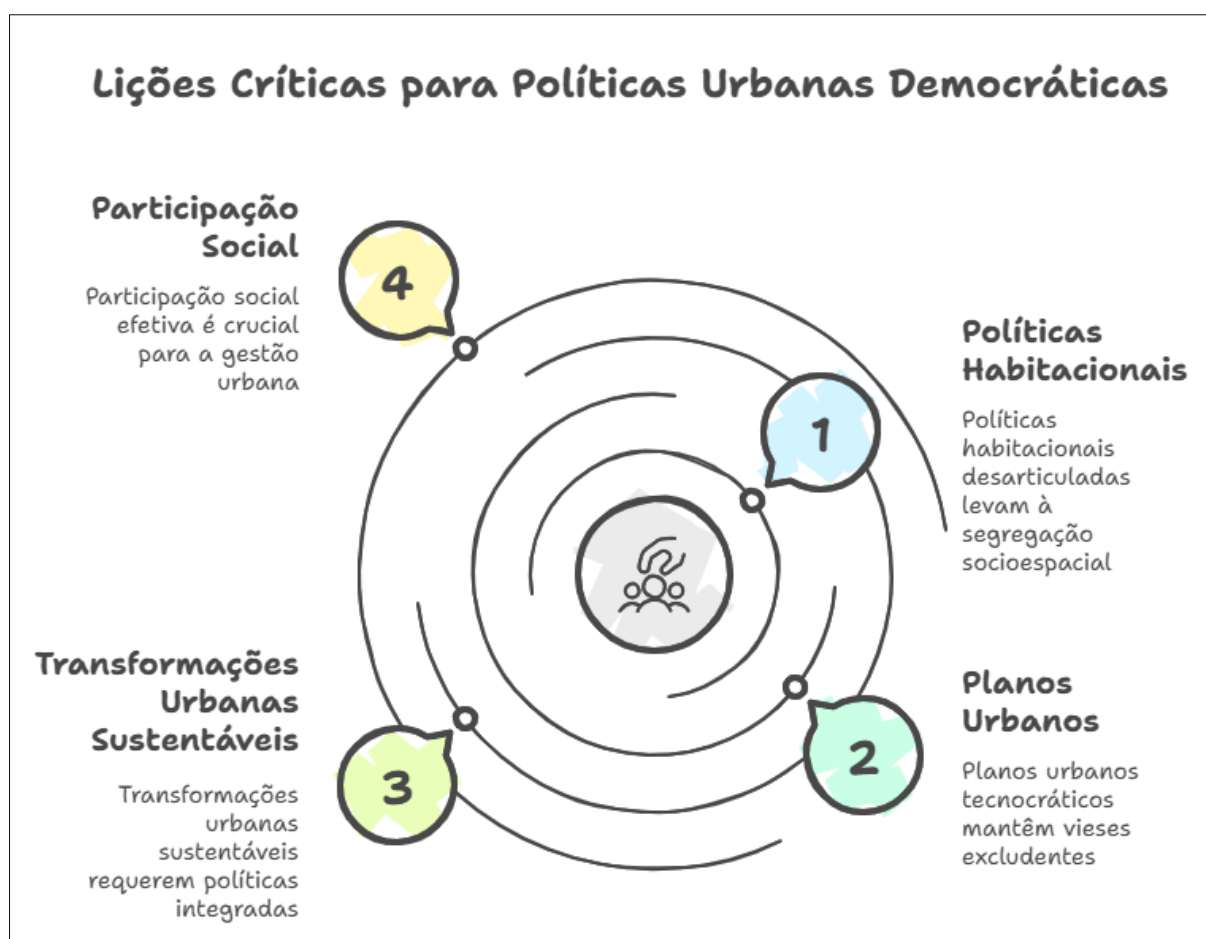 Lições Críticas para Políticas Urbanas Democráticas
Participação
Social
Participação social
efetiva é crucial
para a gestão
urbana
4
1
Políticas
Habitacionais
Políticas
habitacionais
desarticuladas
levam à
segregação
socioespacial
Transformações
Urbanas
Sustentáveis
Transformações
urbanas
sustentáveis
requerem políticas
integradas
3
2
Planos
Urbanos
Planos urbanos
tecnocráticos
mantêm vieses
excludentes